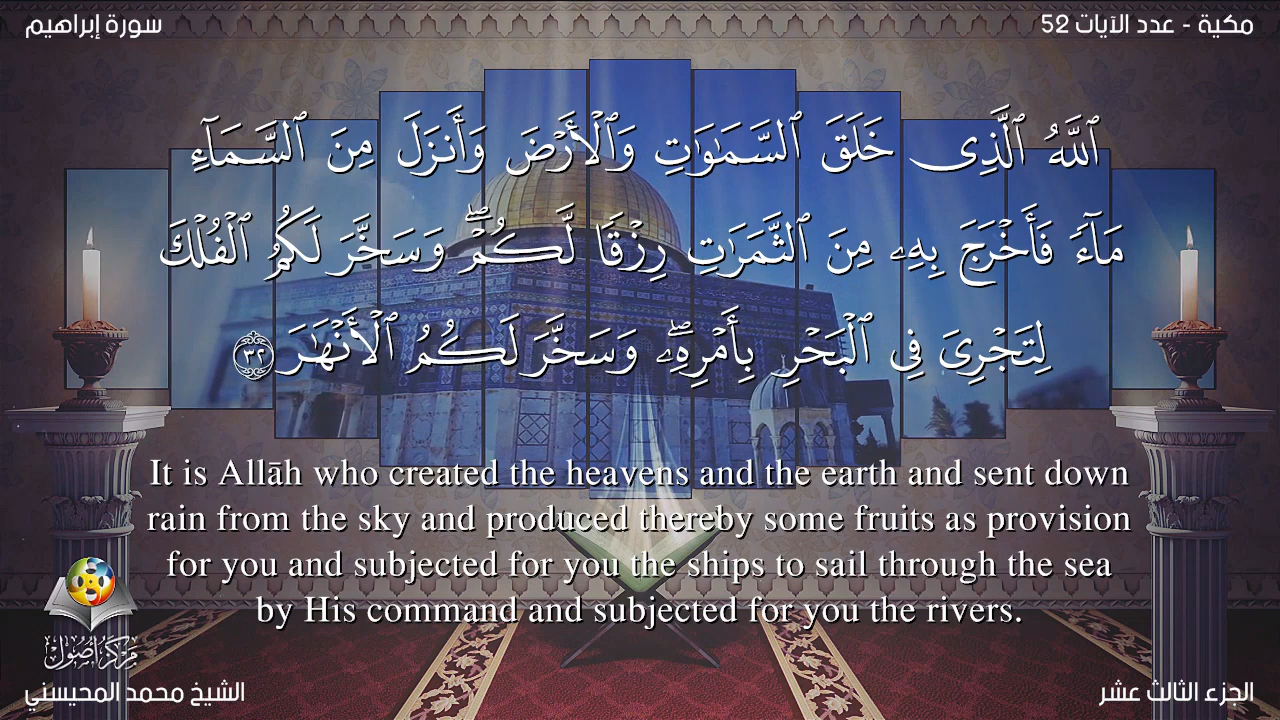 مكية - عدد الآيات 52
سورة إبراهيم
ٱللَّهُ ٱلَّذِى خَلَقَ ٱلسَّمَـٰوَٰتِ وَٱلْأَرْضَ وَأَنزَلَ مِنَ ٱلسَّمَآءِ
مَآءً فَأَخْرَجَ بِهِۦ مِنَ ٱلثَّمَرَٰتِ رِزْقًا لَّكُمْ ۖ وَسَخَّرَ لَكُمُ ٱلْفُلْكَ
لِتَجْرِىَ فِى ٱلْبَحْرِ بِأَمْرِهِۦ ۖ وَسَخَّرَ لَكُمُ ٱلْأَنْهَـٰرَ ٣٢
It is Allāh who created the heavens and the earth and sent down
rain from the sky and produced thereby some fruits as provision
for you and subjected for you the ships to sail through the sea
by His command and subjected for you the rivers.
مركز أصول
الجزء الثالث عشر
الشيخ محمد المحيسني